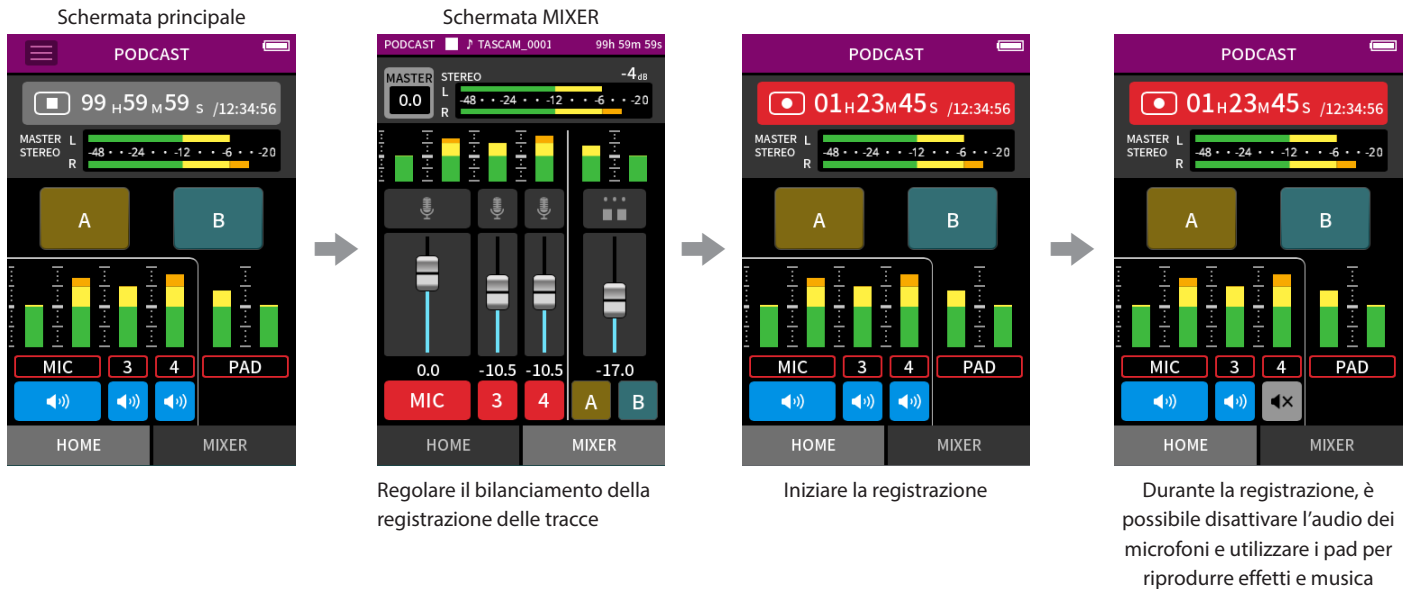 Schermata principale
PODCAST
99 H 59 M 59 S /12:34:56
MASTER L
STEREO -48 • • -24 • • -12 • • -6 • • -20
R
A B
MIC 3 4 PAD
HOME MIXER
Schermata MIXER
PODCAST ♪ TASCAM_0001 99h 59m 59s
MASTER STEREO -4 dB
0.0
L
-48 • • -24 • • -12 • • -6 • • -20
R
0.0 -10.5 -10.5 -17.0
MIC 3 4 A B
HOME MIXER
Regolare il bilanciamento della
registrazione delle tracce
PODCAST
01 H 23 M 45 S /12:34:56
MASTER L
STEREO -48 • • -24 • • -12 • • -6 • • -20
R
A B
MIC 3 4 PAD
HOME MIXER
Iniziare la registrazione
PODCAST
01 H 23 M 45 S /12:34:56
MASTER L
STEREO -48 • • -24 • • -12 • • -6 • • -20
R
A B
MIC 3 4 PAD
HOME MIXER
Durante la registrazione, è
possibile disattivare l’audio dei
microfoni e utilizzare i pad per
riprodurre effetti e musica